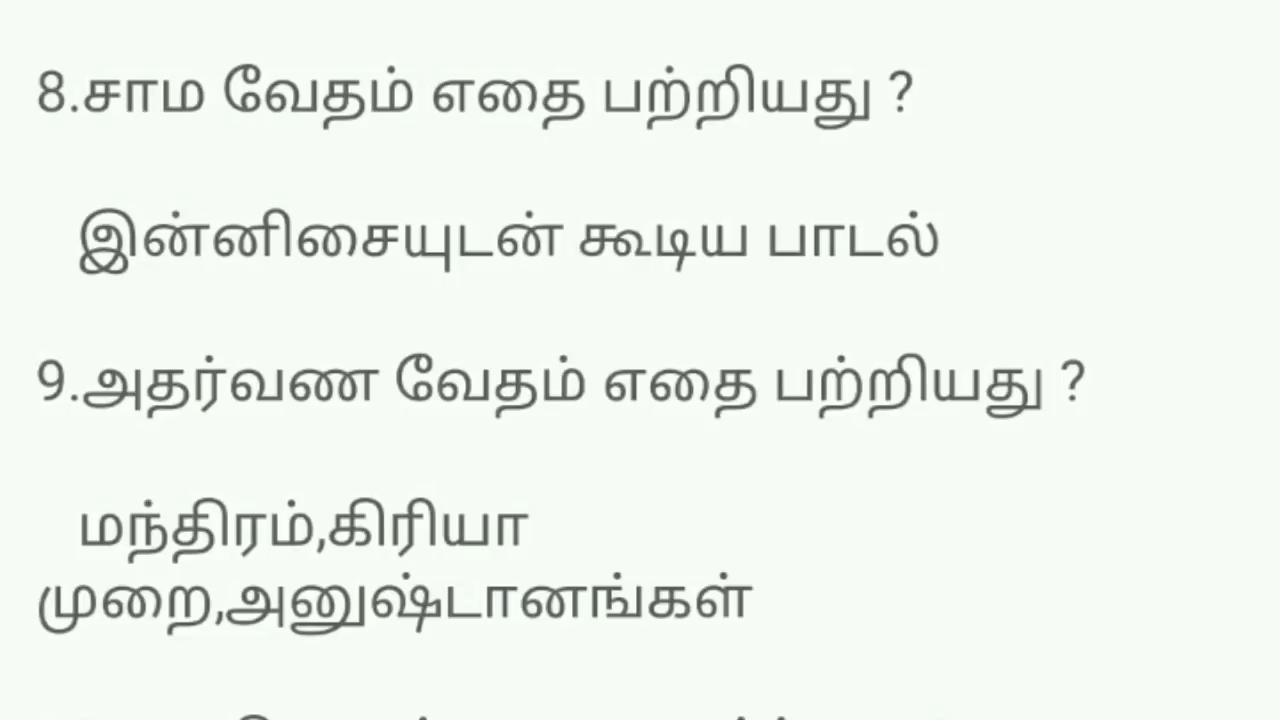 8.சாம வேதம் எதை பற்றியது ?
இன்னிசையுடன் கூடிய பாடல்
9.அதர்வண வேதம் எதை பற்றியது ?
மந்திரம்,கிரியா
முறை,அனுஷ்டானங்கள்